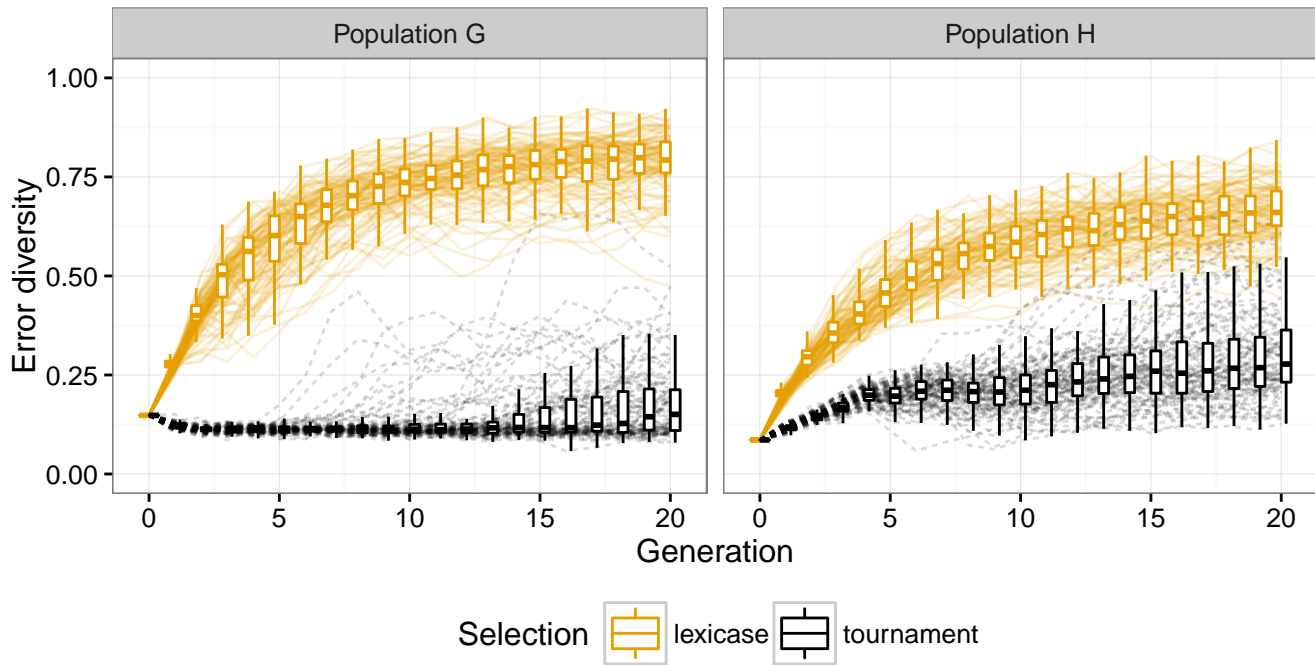 Population G
Population H
Error diversity
1.00
0.75
0.50
0.25
0.00
0 5 10 15 20
0 5 10 15 20
Generation
Selection lexicase tournament